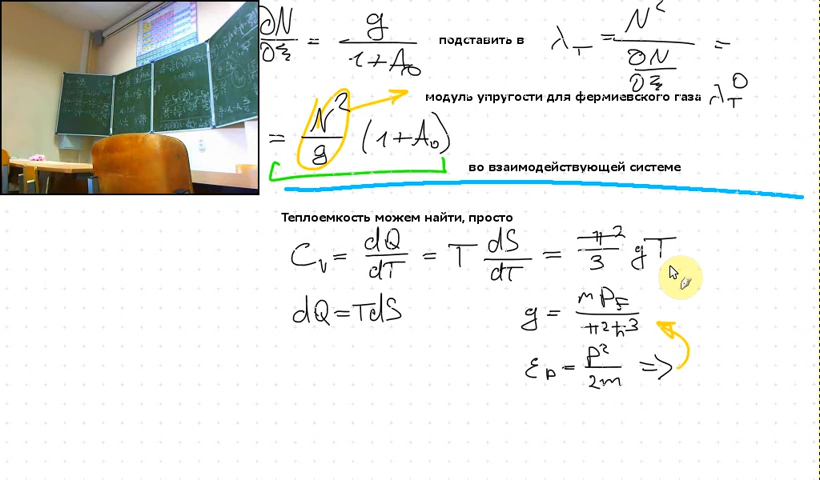 ∂N/∂ξ = g/(1+A₀) подставить в λ_T = N²/(∂N/∂ξ) =
модуль упругости для фермиевского газа λ_T⁰
= N²/g (1+A₀)
во взаимодействующей системе
Теплоемкость можем найти, просто
C_V = dQ/dT = T dS/dT = π²/3 gT
dQ = TdS g = mP_F/π²ħ³
ε_p = p²/2m ⇒